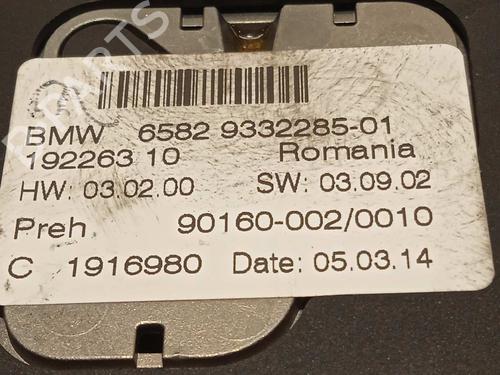 B PARTS
BMW 6582 9332285-01
192263 10 Romania
HW: 03.02.00 SW: 03.09.02
Preh 90160-002/0010
C 1916980 Date: 05.03.14